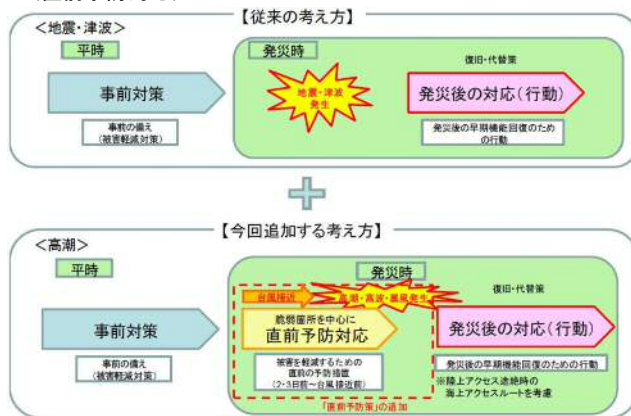 【従来の考え方】
<地震・津波>
平時
発災時
復旧・代替策
事前対策
地震・津波
発生
発災後の対応(行動)
事前の備え
(被害軽減対策)
発災後の早期機能回復のため
の行動
+
【今回追加する考え方】
<高潮>
平時
発災時
台風接近
高潮・高波・暴風発生
復旧・代替策
事前対策
脆弱箇所を中心に
直前予防対応
発災後の対応(行動)
事前の備え
(被害軽減対策)
被害を軽減するための
直前の予防措置
(2・3日前~台風接近前)
発災後の早期機能回復のための行動
※陸上アクセス途絶時の
海上アクセスルートを考慮
「直前予防策」の追加